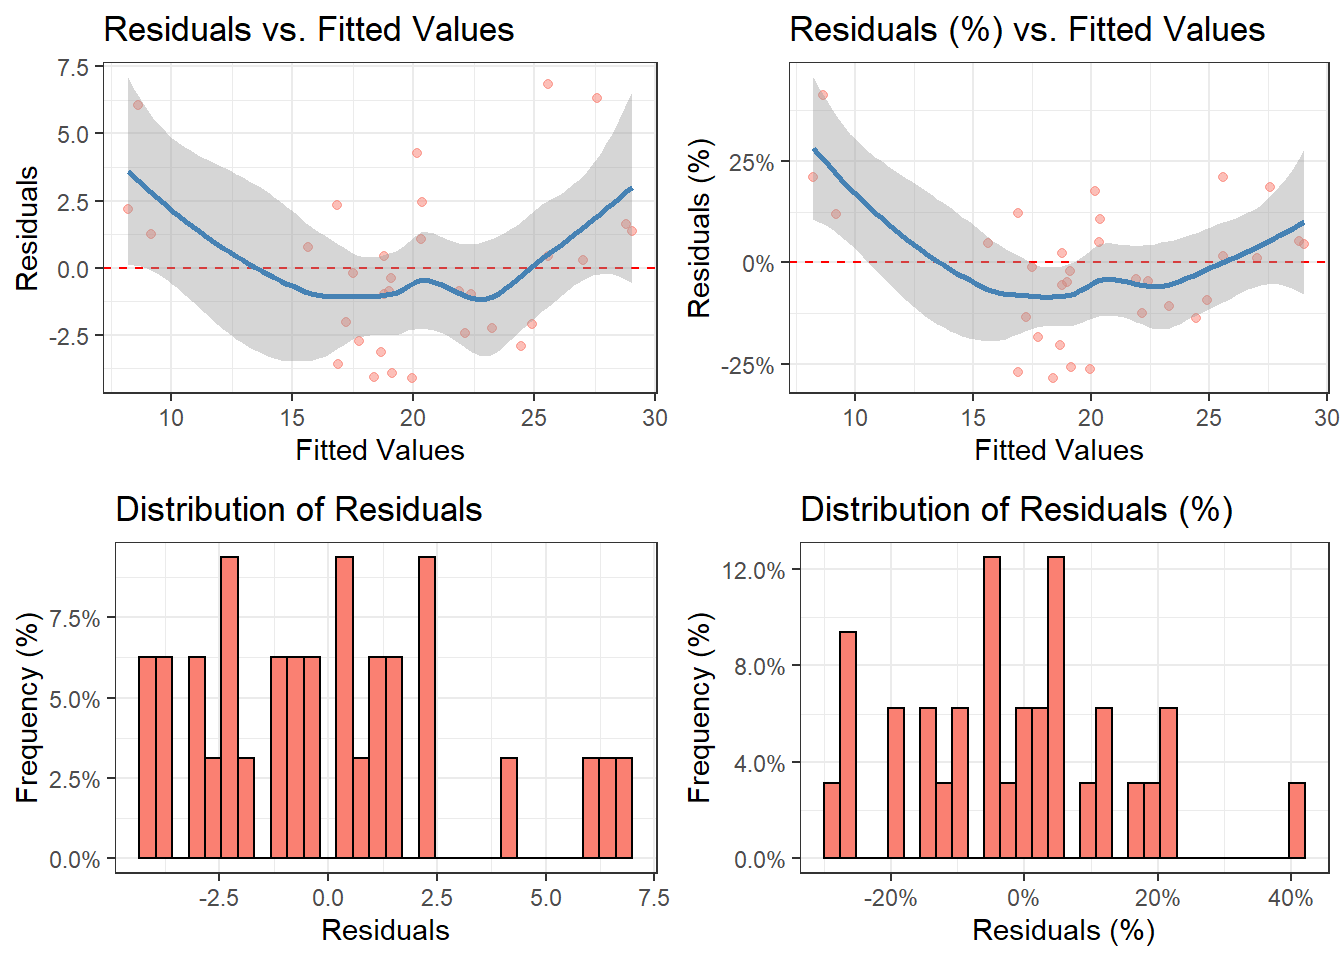 Residuals vs. Fitted Values
Residuals
7.5
5.0
2.5
0.0
-2.5
10 15 20 25 30
Fitted Values
Residuals (%) vs. Fitted Values
Residuals (%)
25%
0%
-25%
10 15 20 25 30
Fitted Values
Distribution of Residuals
Frequency (%)
7.5%
5.0%
2.5%
0.0%
-2.5 0.0 2.5 5.0 7.5
Residuals
Distribution of Residuals (%)
Frequency (%)
12.0%
8.0%
4.0%
0.0%
-20% 0% 20% 40%
Residuals (%)